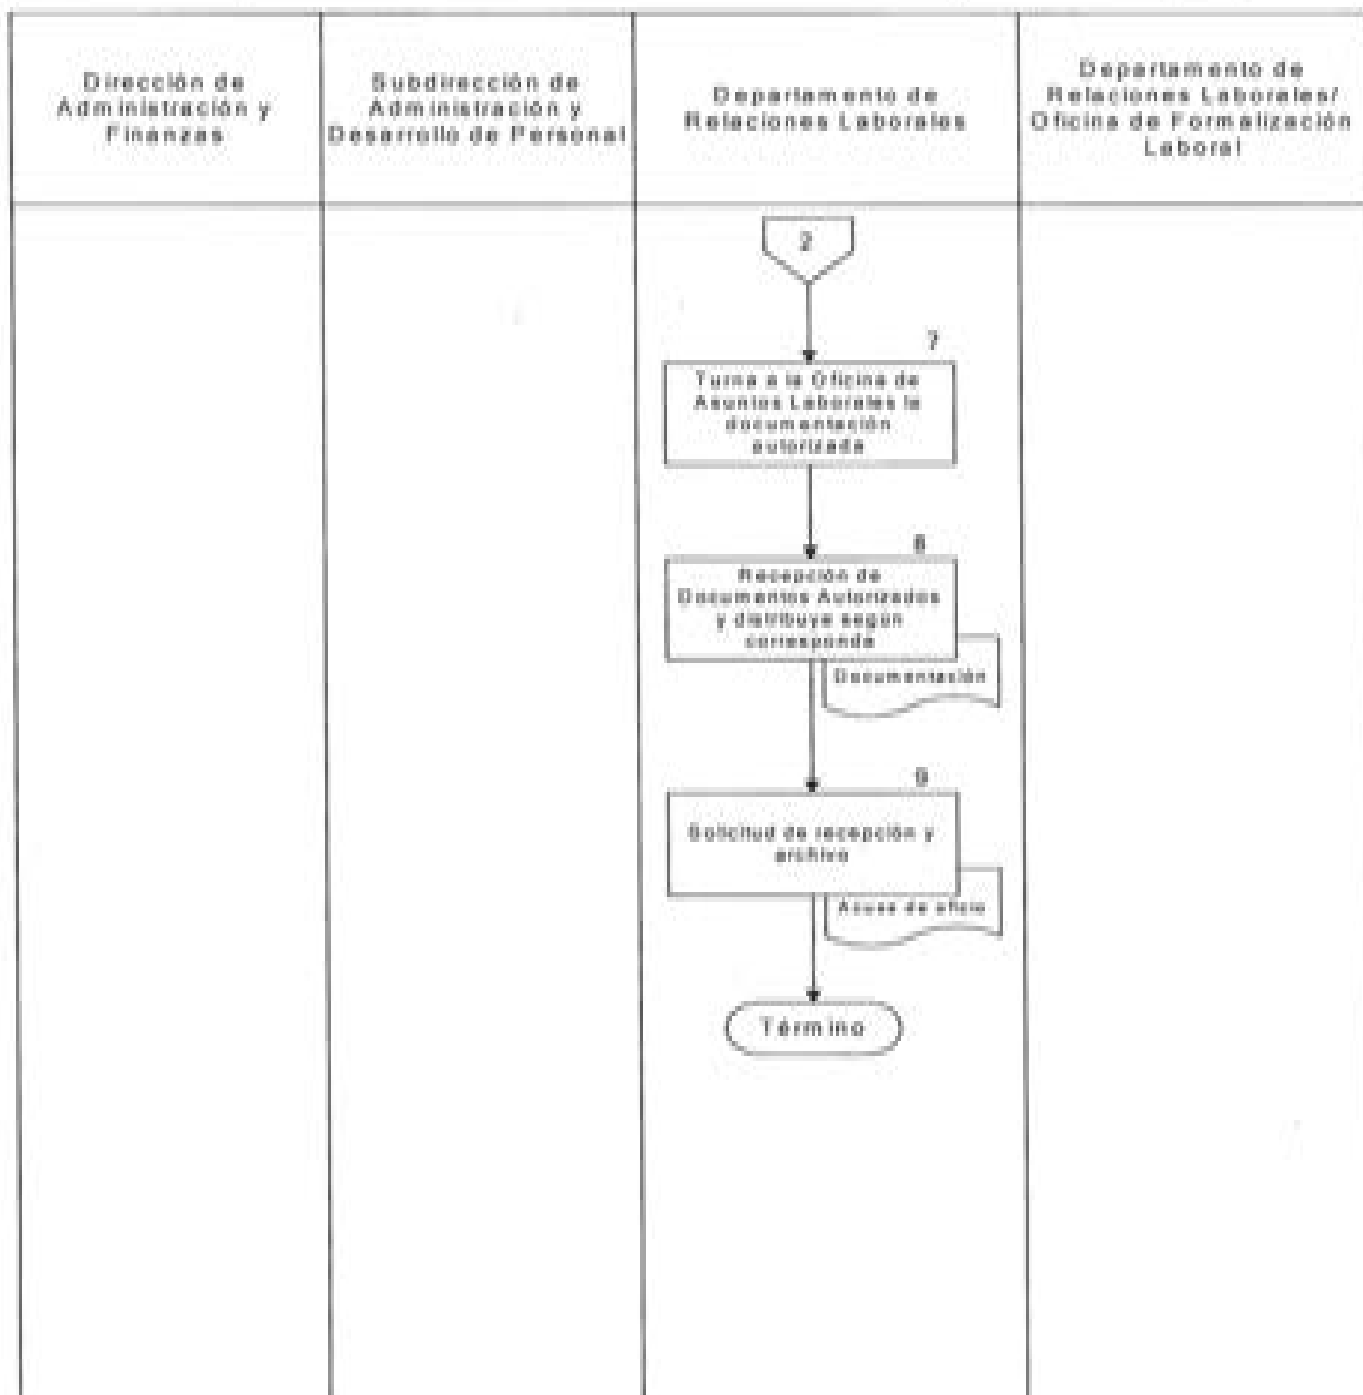 Dirección de
Administración y
Finanzas
Subdirección de
Administración y
Desarrollo de Personal
Departamento de
Relaciones Laborales
Departamento de
Relaciones Laborales/
Oficina de Formalización
Laboral
2
7
Turna a la Oficina de
Asuntos Laborales la
documentación
autorizada
8
Recepción de
Documentos Autorizados
y distribuye según
corresponde
Documentación
9
Solicitud de recepción y
archivo
Acuse de oficio
Término